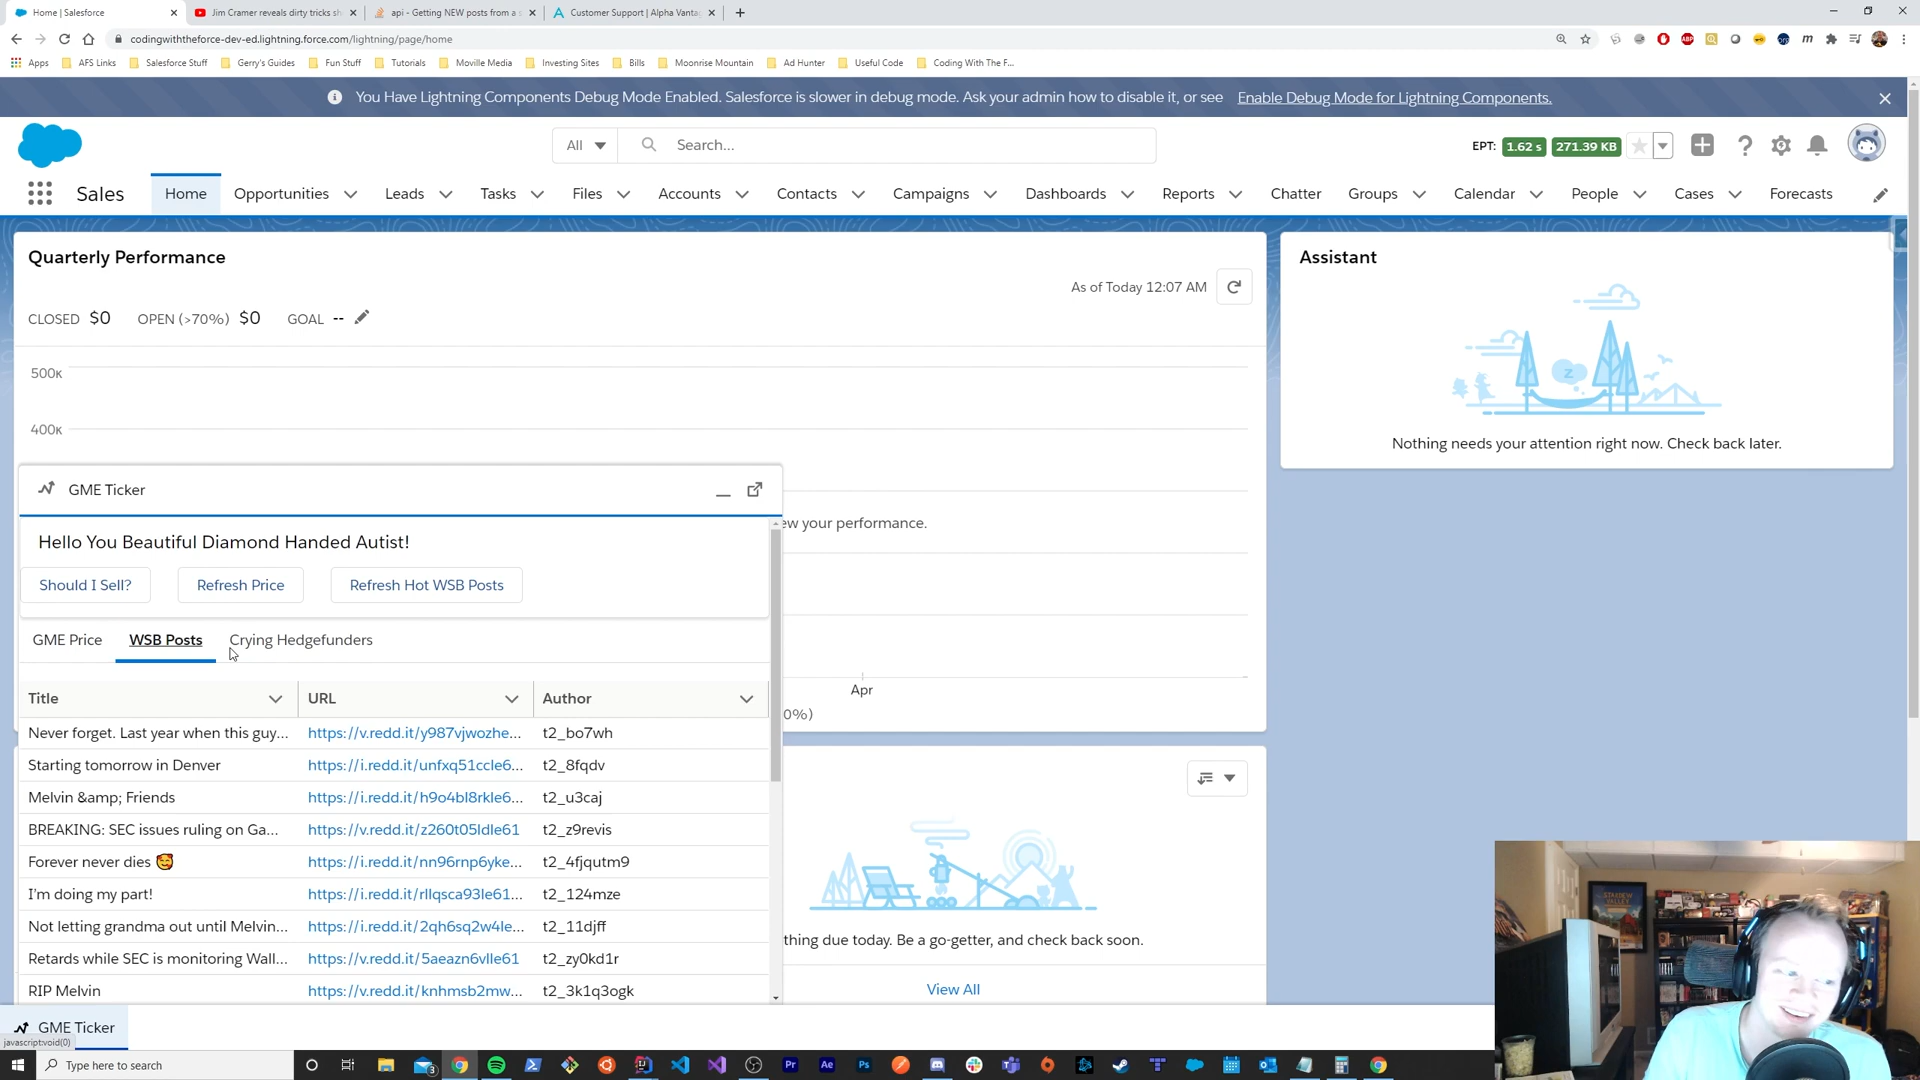 Home | Salesforce
Jim Cramer reveals dirty tricks sh
api - Getting NEW posts from a s
Customer Support | Alpha Vanta
codingwiththeforce-dev-ed.lightning.force.com/lightning/page/home
Apps AFS Links Salesforce Stuff Gerry's Guides Fun Stuff Tutorials Moville Media Investing Sites Bills Moonrise Mountain Ad Hunter Useful Code Coding With The F...
You Have Lightning Components Debug Mode Enabled. Salesforce is slower in debug mode. Ask your admin how to disable it, or see Enable Debug Mode for Lightning Components.
All Search... EPT: 1.62 s 271.39 KB
Sales Home Opportunities Leads Tasks Files Accounts Contacts Campaigns Dashboards Reports Chatter Groups Calendar People Cases Forecasts
Quarterly Performance
As of Today 12:07 AM
CLOSED $0 OPEN (>70%) $0 GOAL --
500K
400K
Assistant
Nothing needs your attention right now. Check back later.
GME Ticker
ew your performance.
Hello You Beautiful Diamond Handed Autist!
Should I Sell? Refresh Price Refresh Hot WSB Posts
GME Price WSB Posts Crying Hedgefunders
Apr
0%)
Title URL Author
Never forget. Last year when this guy... https://v.redd.it/y987vjwozhe... t2_bo7wh
Starting tomorrow in Denver https://i.redd.it/unfxq51ccle6... t2_8fqdv
Melvin &amp; Friends https://i.redd.it/h9o4bl8rkle6... t2_u3caj
BREAKING: SEC issues ruling on Ga... https://v.redd.it/z260t05ldle61 t2_z9revis
Forever never dies 🥰 https://i.redd.it/nn96rnp6yke... t2_4fjqutm9
I'm doing my part! https://i.redd.it/rllqsca93le61... t2_124mze
Not letting grandma out until Melvin... https://i.redd.it/2qh6sq2w4le... t2_11djff
Retards while SEC is monitoring Wall... https://v.redd.it/5aeazn6vlle61 t2_zy0kd1r
RIP Melvin https://v.redd.it/knhmsb2mw... t2_3k1q3ogk
thing due today. Be a go-getter, and check back soon.
View All
GME Ticker
javascript:void(0)
Type here to search
STARDEW VALLEY